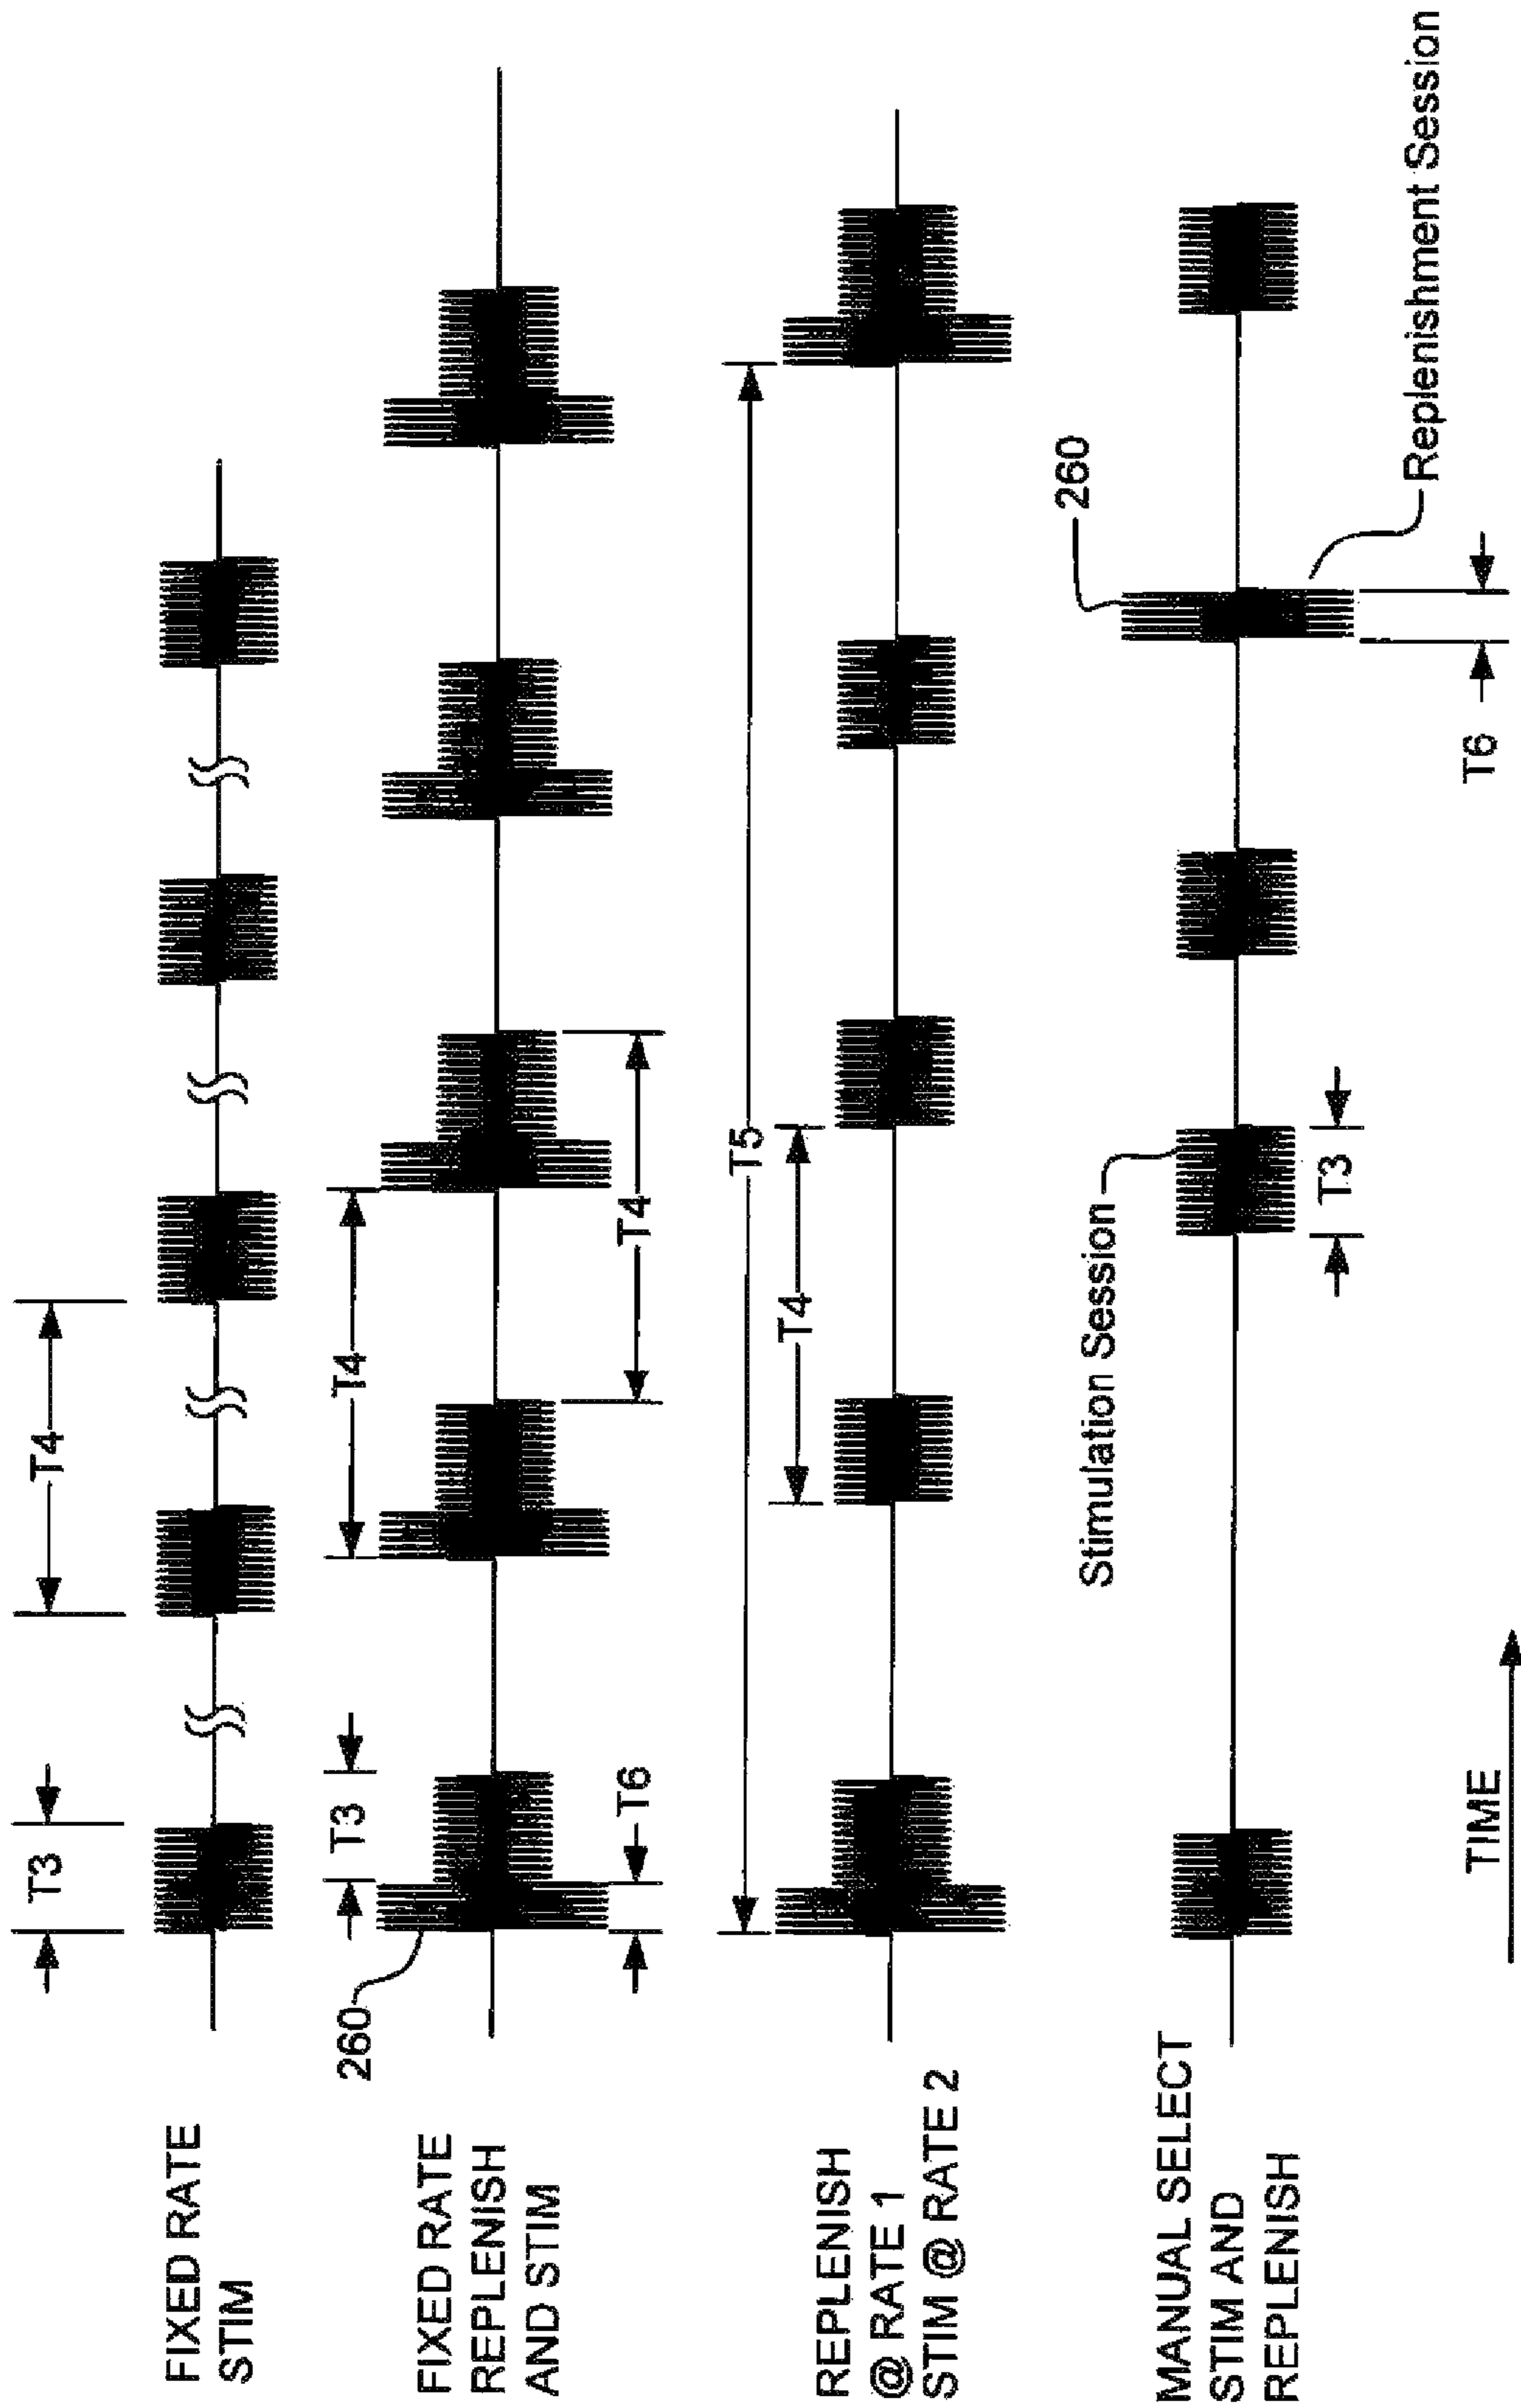 FIXED RATE
STIM
T3
T4
FIXED RATE
REPLENISH
AND STIM
260
T3
T6
T4
T4
REPLENISH
@ RATE 1
STIM @ RATE 2
T5
T4
MANUAL SELECT
STIM AND
REPLENISH
Stimulation Session
T3
260
T6
Replenishment Session
TIME